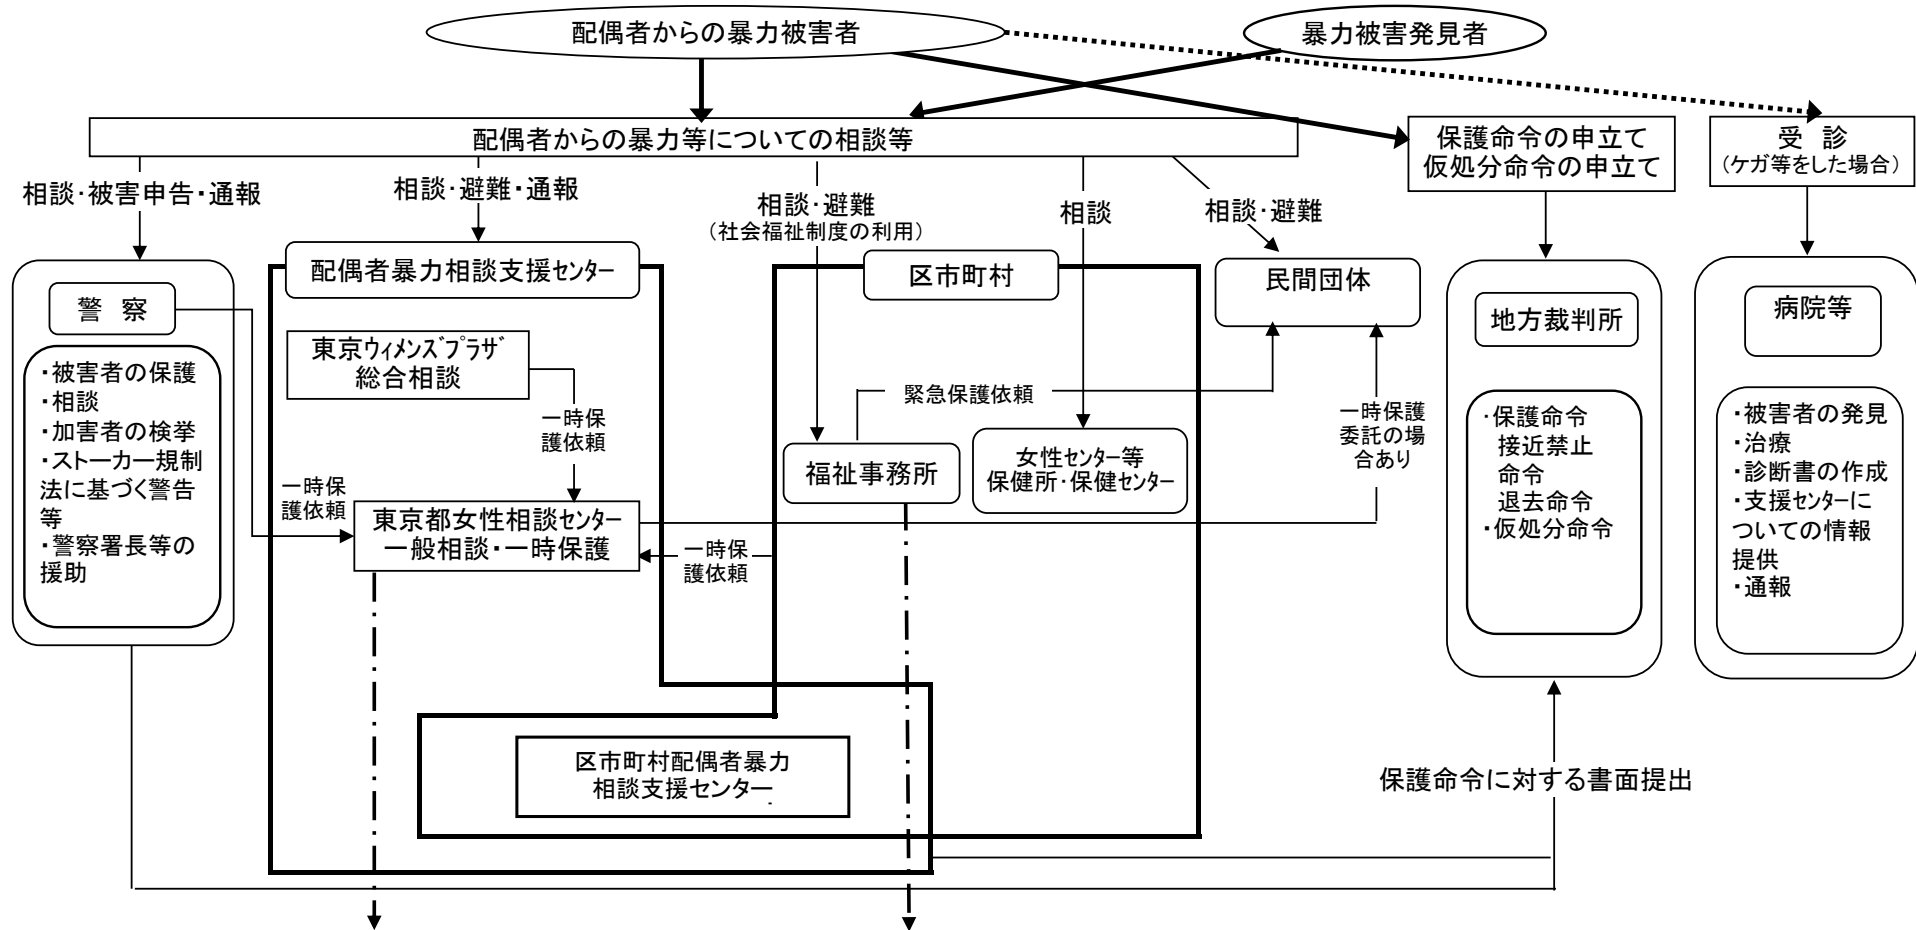 配偶者からの暴力被害者
暴力被害発見者
配偶者からの暴力等についての相談等
保護命令の申立て
仮処分命令の申立て
受 診
（ケガ等をした場合）
相談・被害申告・通報
相談・避難・通報
相談・避難
（社会福祉制度の利用）
相談
相談・避難
警 察
・被害者の保護
・相談
・加害者の検挙
・ストーカー規制
法に基づく警告
等
・警察署長等の
援助
配偶者暴力相談支援センター
東京ウィメンズプラザ
総合相談
一時保
護依頼
一時保
護依頼
東京都女性相談センター
一般相談・一時保護
一時保
護依頼
区市町村
緊急保護依頼
福祉事務所
女性センター等
保健所・保健センター
民間団体
一時保護
委託の場
合あり
地方裁判所
・保護命令
接近禁止
命令
退去命令
・仮処分命令
病院等
・被害者の発見
・治療
・診断書の作成
・支援センターに
ついての情報
提供
・通報
区市町村配偶者暴力
相談支援センター
保護命令に対する書面提出